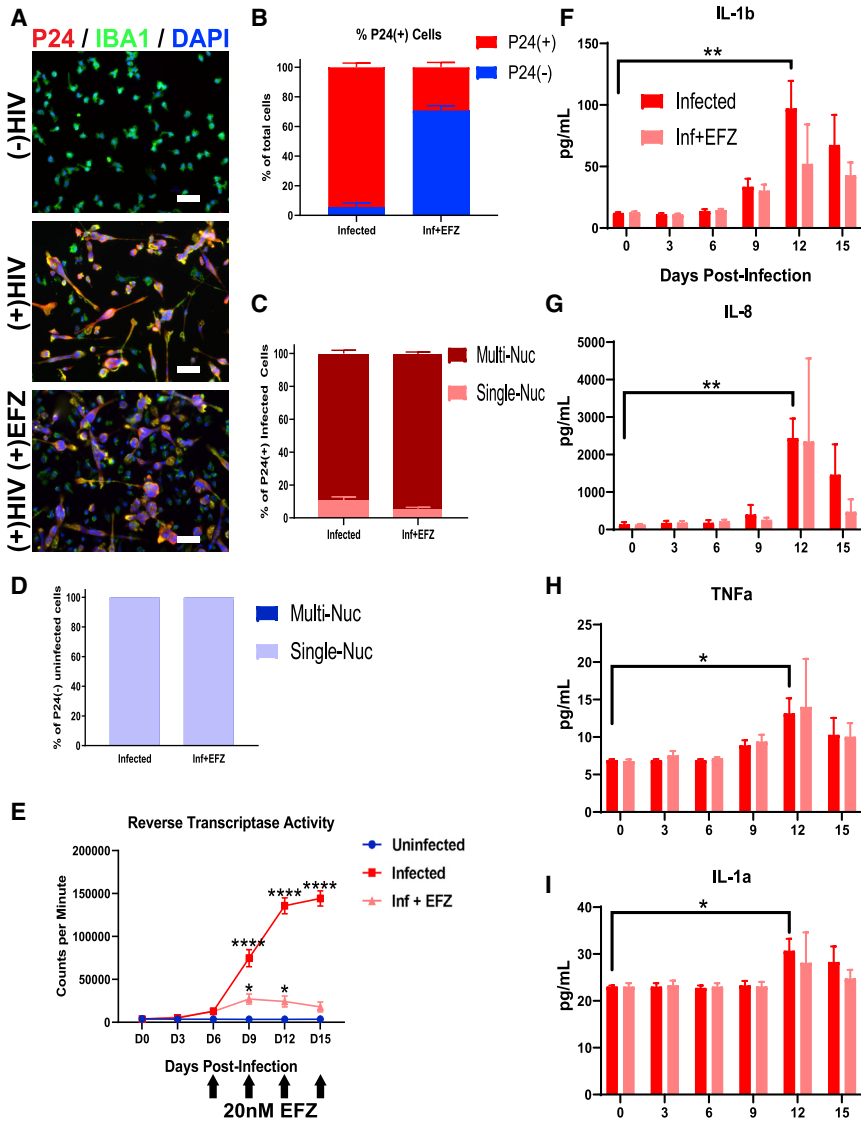 A
P24 / IBA1 / DAPI
(-)HIV
(+)HIV
(+)HIV (+)EFZ
B
% P24(+) Cells
P24(+)
P24(-)
% of total cells
100
80
60
40
20
0
Infected
Inf+EFZ
C
Multi-Nuc
Single-Nuc
% of P24(+) Infected Cells
100
80
60
40
20
0
Infected
Inf+EFZ
D
Multi-Nuc
Single-Nuc
% of P24(-) uninfected cells
100
80
60
40
20
0
Infected
Inf+EFZ
E
Reverse Transcriptase Activity
Uninfected
Infected
Inf + EFZ
Counts per Minute
200000
150000
100000
50000
0
****
****
****
*
*
D0
D3
D6
D9
D12
D15
Days Post-Infection
20nM EFZ
F
IL-1b
**
Infected
Inf+EFZ
pg/mL
150
100
50
0
0
3
6
9
12
15
Days Post-Infection
G
IL-8
**
pg/mL
5000
4000
3000
2000
1000
0
0
3
6
9
12
15
H
TNFa
*
pg/mL
25
20
15
10
5
0
0
3
6
9
12
15
I
IL-1a
*
pg/mL
40
30
20
10
0
0
3
6
9
12
15